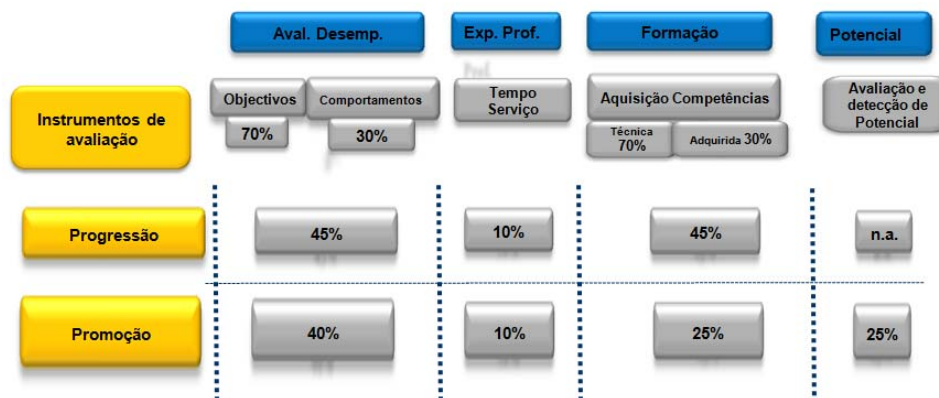 Aval. Desemp.
Exp. Prof.
Formação
Potencial
Instrumentos de
avaliação
Objectivos
70%
Comportamentos
30%
Tempo
Serviço
Aquisição Competências
Técnica
70%
Adquirida 30%
Avaliação e
detecção de
Potencial
Progressão
45%
10%
45%
n.a.
Promoção
40%
10%
25%
25%